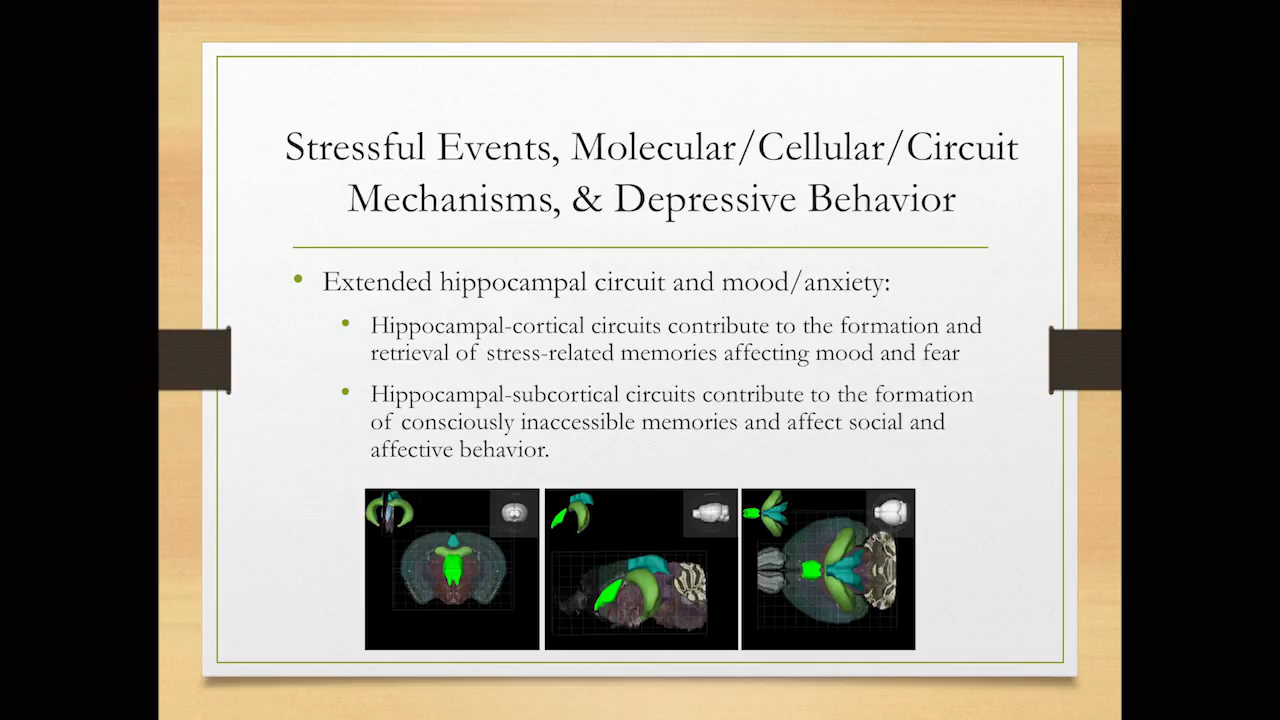 Stressful Events, Molecular/Cellular/Circuit
Mechanisms, & Depressive Behavior
• Extended hippocampal circuit and mood/anxiety:
• Hippocampal-cortical circuits contribute to the formation and
retrieval of stress-related memories affecting mood and fear
• Hippocampal-subcortical circuits contribute to the formation
of consciously inaccessible memories and affect social and
affective behavior.